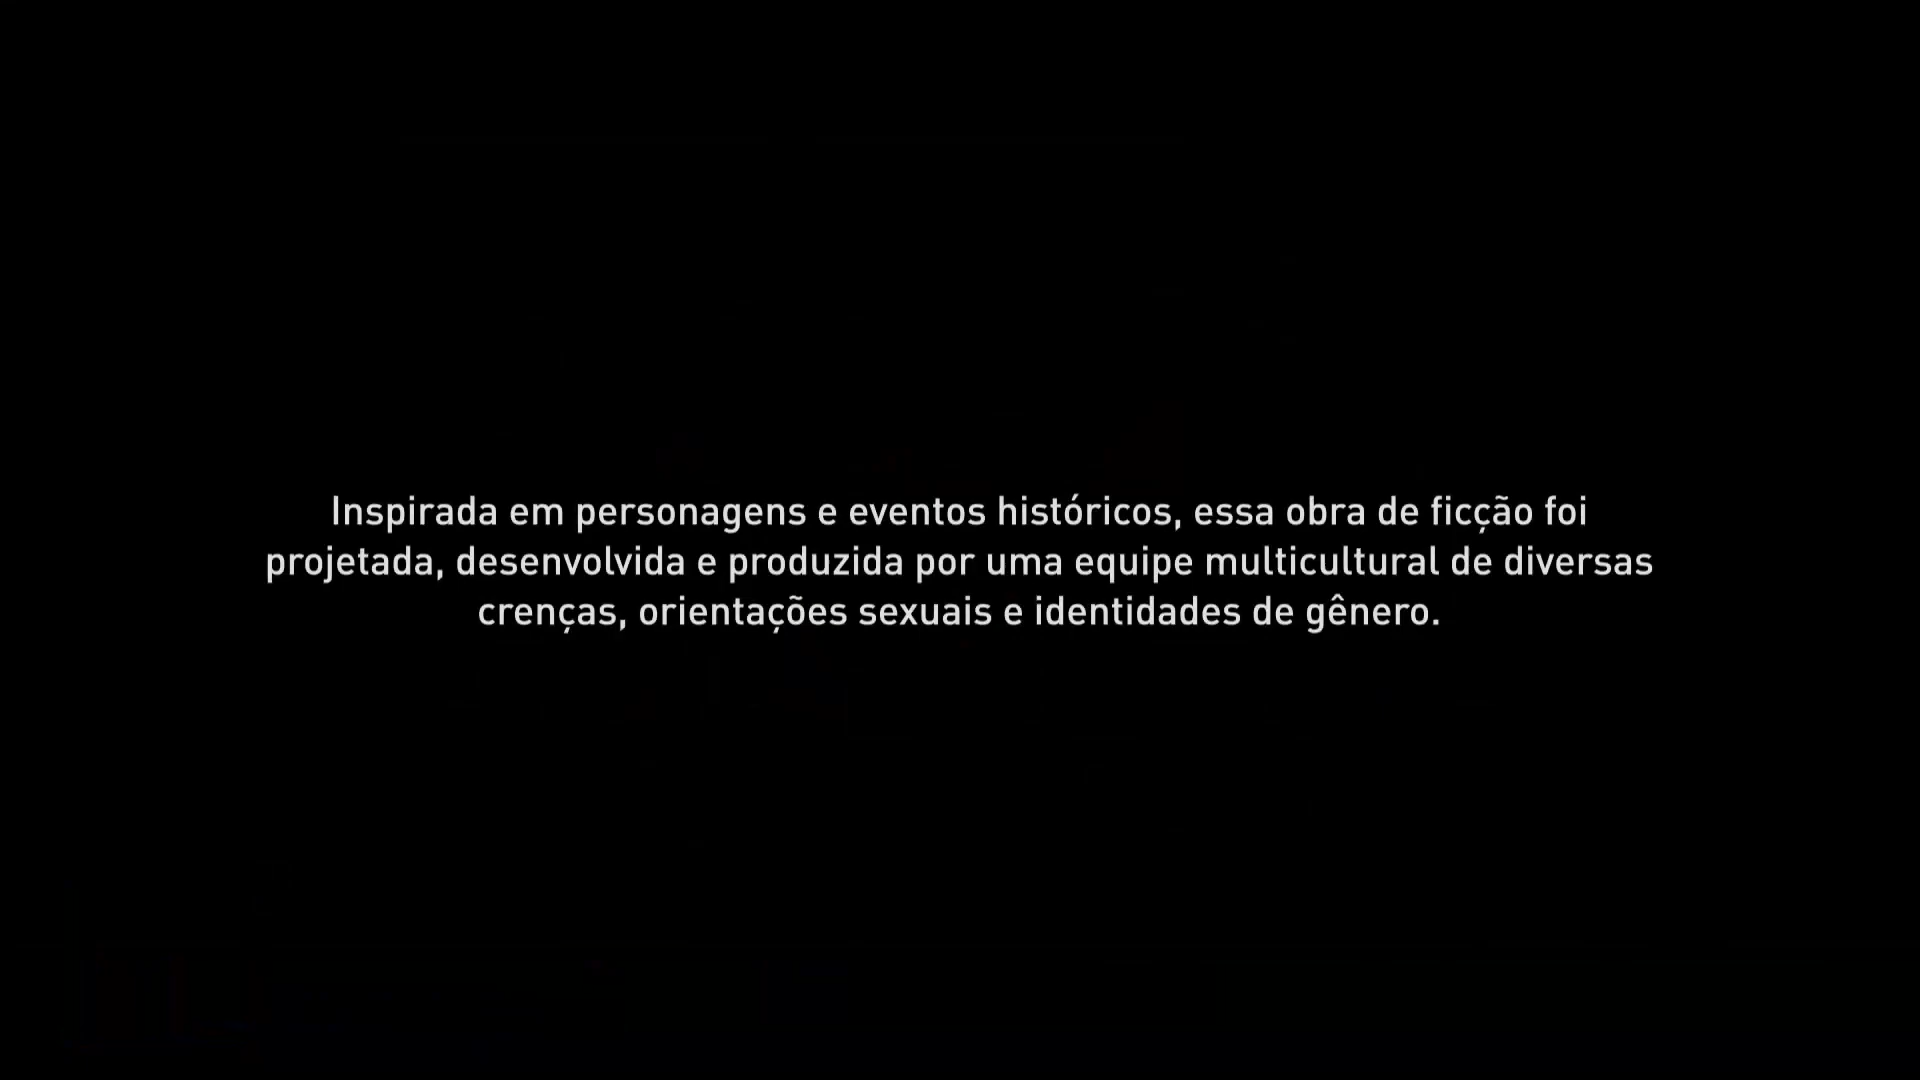 Inspirada em personagens e eventos históricos, essa obra de ficção foi
projetada, desenvolvida e produzida por uma equipe multicultural de diversas
crenças, orientações sexuais e identidades de gênero.